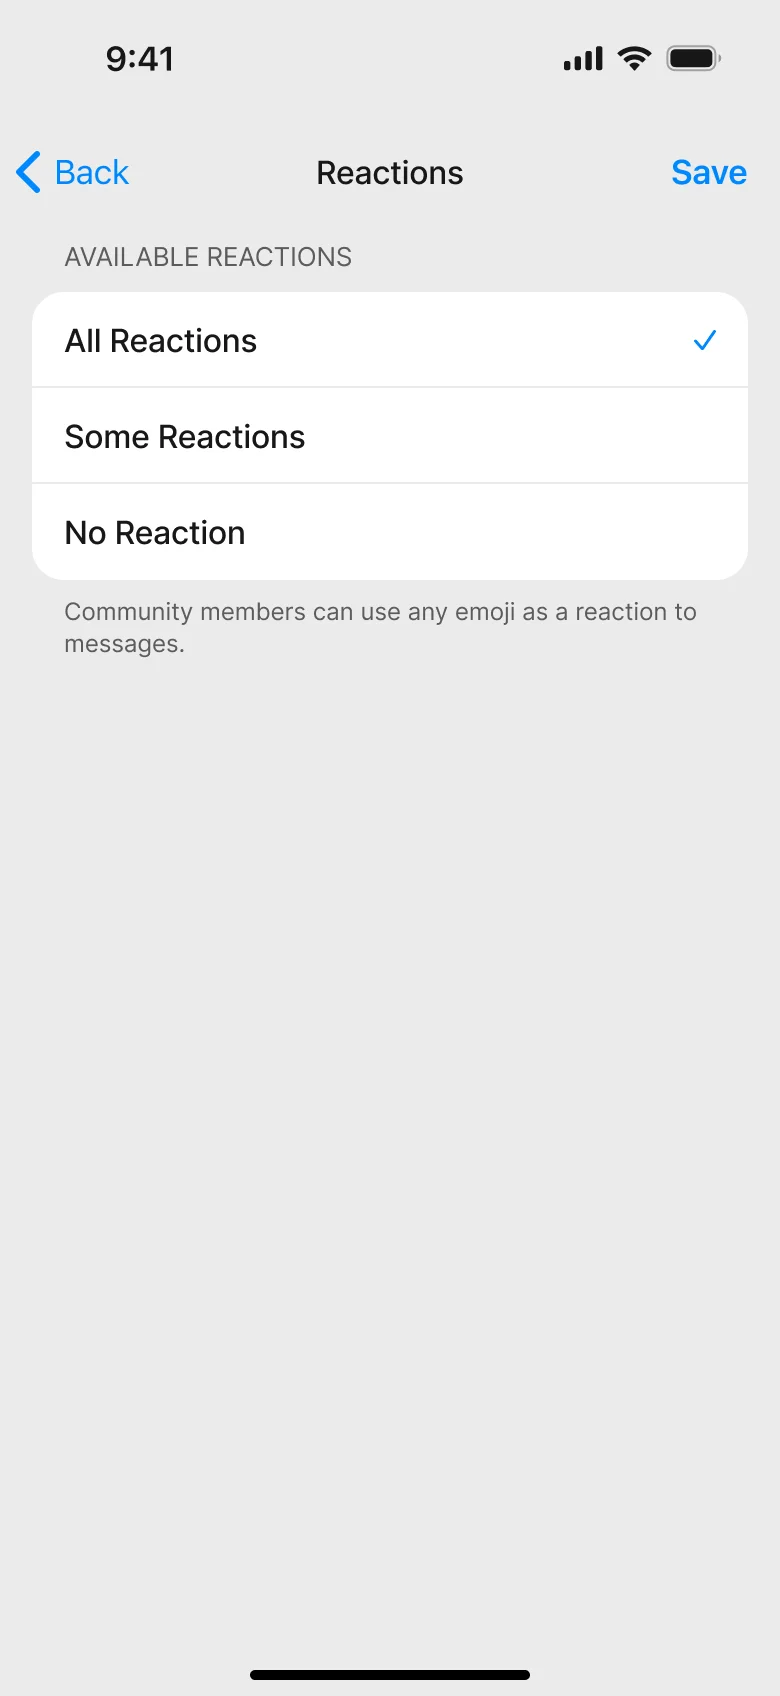 9:41
Back
Reactions
Save
AVAILABLE REACTIONS
All Reactions
Some Reactions
No Reaction
Community members can use any emoji as a reaction to
messages.